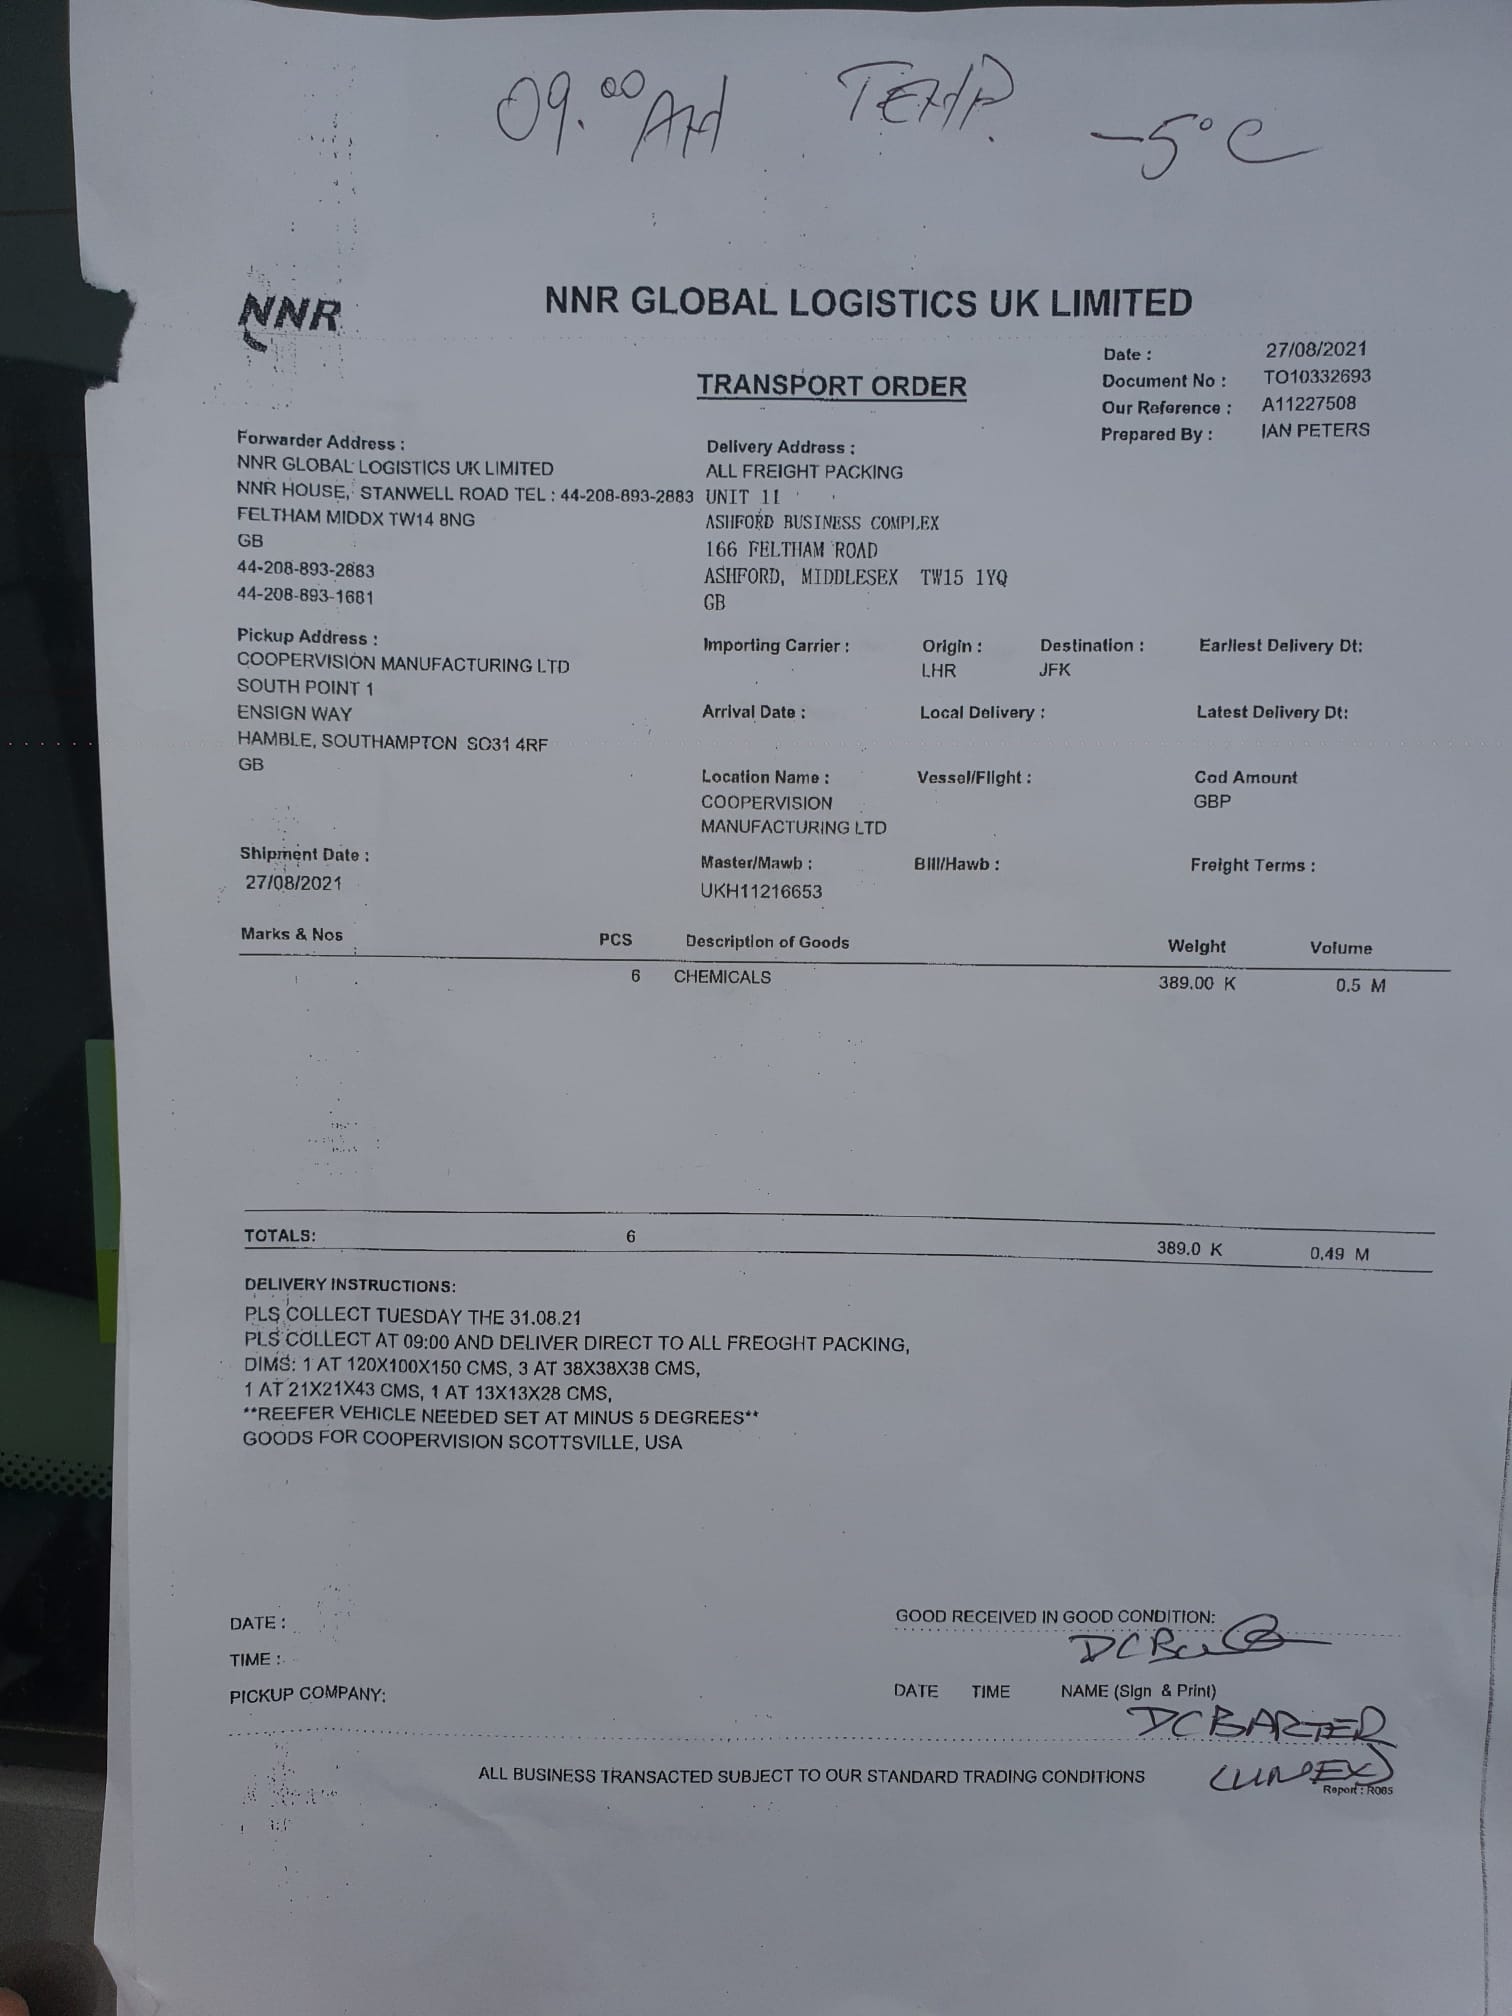 09.00 AM TEMP. -5°C
NNR
NNR GLOBAL LOGISTICS UK LIMITED
TRANSPORT ORDER
Date : 27/08/2021
Document No : TO10332693
Our Reference : A11227508
Prepared By : IAN PETERS
Forwarder Address :
NNR GLOBAL LOGISTICS UK LIMITED
NNR HOUSE, STANWELL ROAD TEL : 44-208-893-2883
FELTHAM MIDDX TW14 8NG
GB
44-208-893-2883
44-208-893-1681
Delivery Address :
ALL FREIGHT PACKING
UNIT 11
ASHFORD BUSINESS COMPLEX
166 FELTHAM ROAD
ASHFORD, MIDDLESEX TW15 1YQ
GB
Pickup Address :
COOPERVISION MANUFACTURING LTD
SOUTH POINT 1
ENSIGN WAY
HAMBLE, SOUTHAMPTON SO31 4RF
GB
Importing Carrier : Origin : Destination : Earliest Delivery Dt:
LHR JFK
Arrival Date : Local Delivery : Latest Delivery Dt:
Location Name : Vessel/Flight : Cod Amount
COOPERVISION GBP
MANUFACTURING LTD
Shipment Date :
27/08/2021
Master/Mawb : Bill/Hawb : Freight Terms :
UKH11216653
Marks & Nos PCS Description of Goods Weight Volume
6 CHEMICALS 389.00 K 0.5 M
TOTALS: 6 389.0 K 0.49 M
DELIVERY INSTRUCTIONS:
PLS COLLECT TUESDAY THE 31.08.21
PLS COLLECT AT 09:00 AND DELIVER DIRECT TO ALL FREOGHT PACKING,
DIMS: 1 AT 120X100X150 CMS, 3 AT 38X38X38 CMS,
1 AT 21X21X43 CMS, 1 AT 13X13X28 CMS,
**REEFER VEHICLE NEEDED SET AT MINUS 5 DEGREES**
GOODS FOR COOPERVISION SCOTTSVILLE, USA
DATE :
TIME :
PICKUP COMPANY:
GOOD RECEIVED IN GOOD CONDITION:
DATE TIME NAME (Sign & Print)
DCBARTER
ALL BUSINESS TRANSACTED SUBJECT TO OUR STANDARD TRADING CONDITIONS
Report : R085